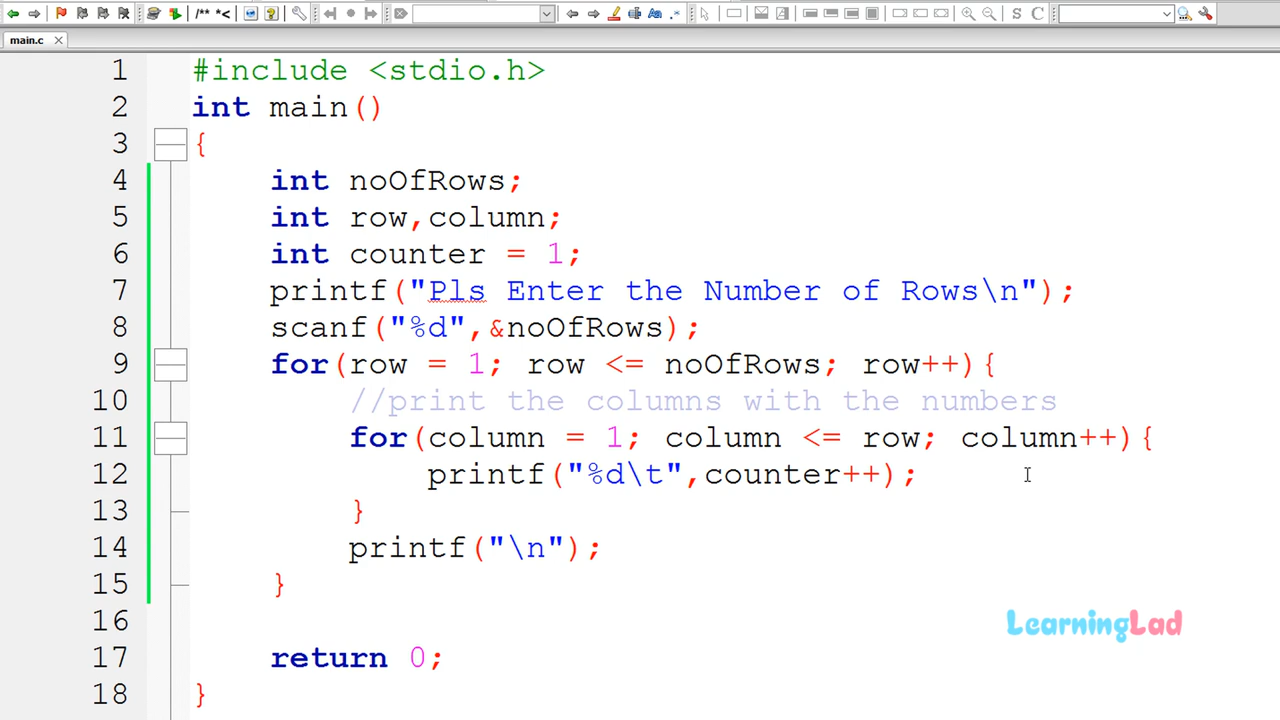 /** *<
S C
main.c
1 #include <stdio.h>
2 int main()
3 {
4 int noOfRows;
5 int row,column;
6 int counter = 1;
7 printf("Pls Enter the Number of Rows\n");
8 scanf("%d",&noOfRows);
9 for(row = 1; row <= noOfRows; row++){
10 //print the columns with the numbers
11 for(column = 1; column <= row; column++){
12 printf("%d\t",counter++);
13 }
14 printf("\n");
15 }
16
17 return 0;
18 }
LearningLad